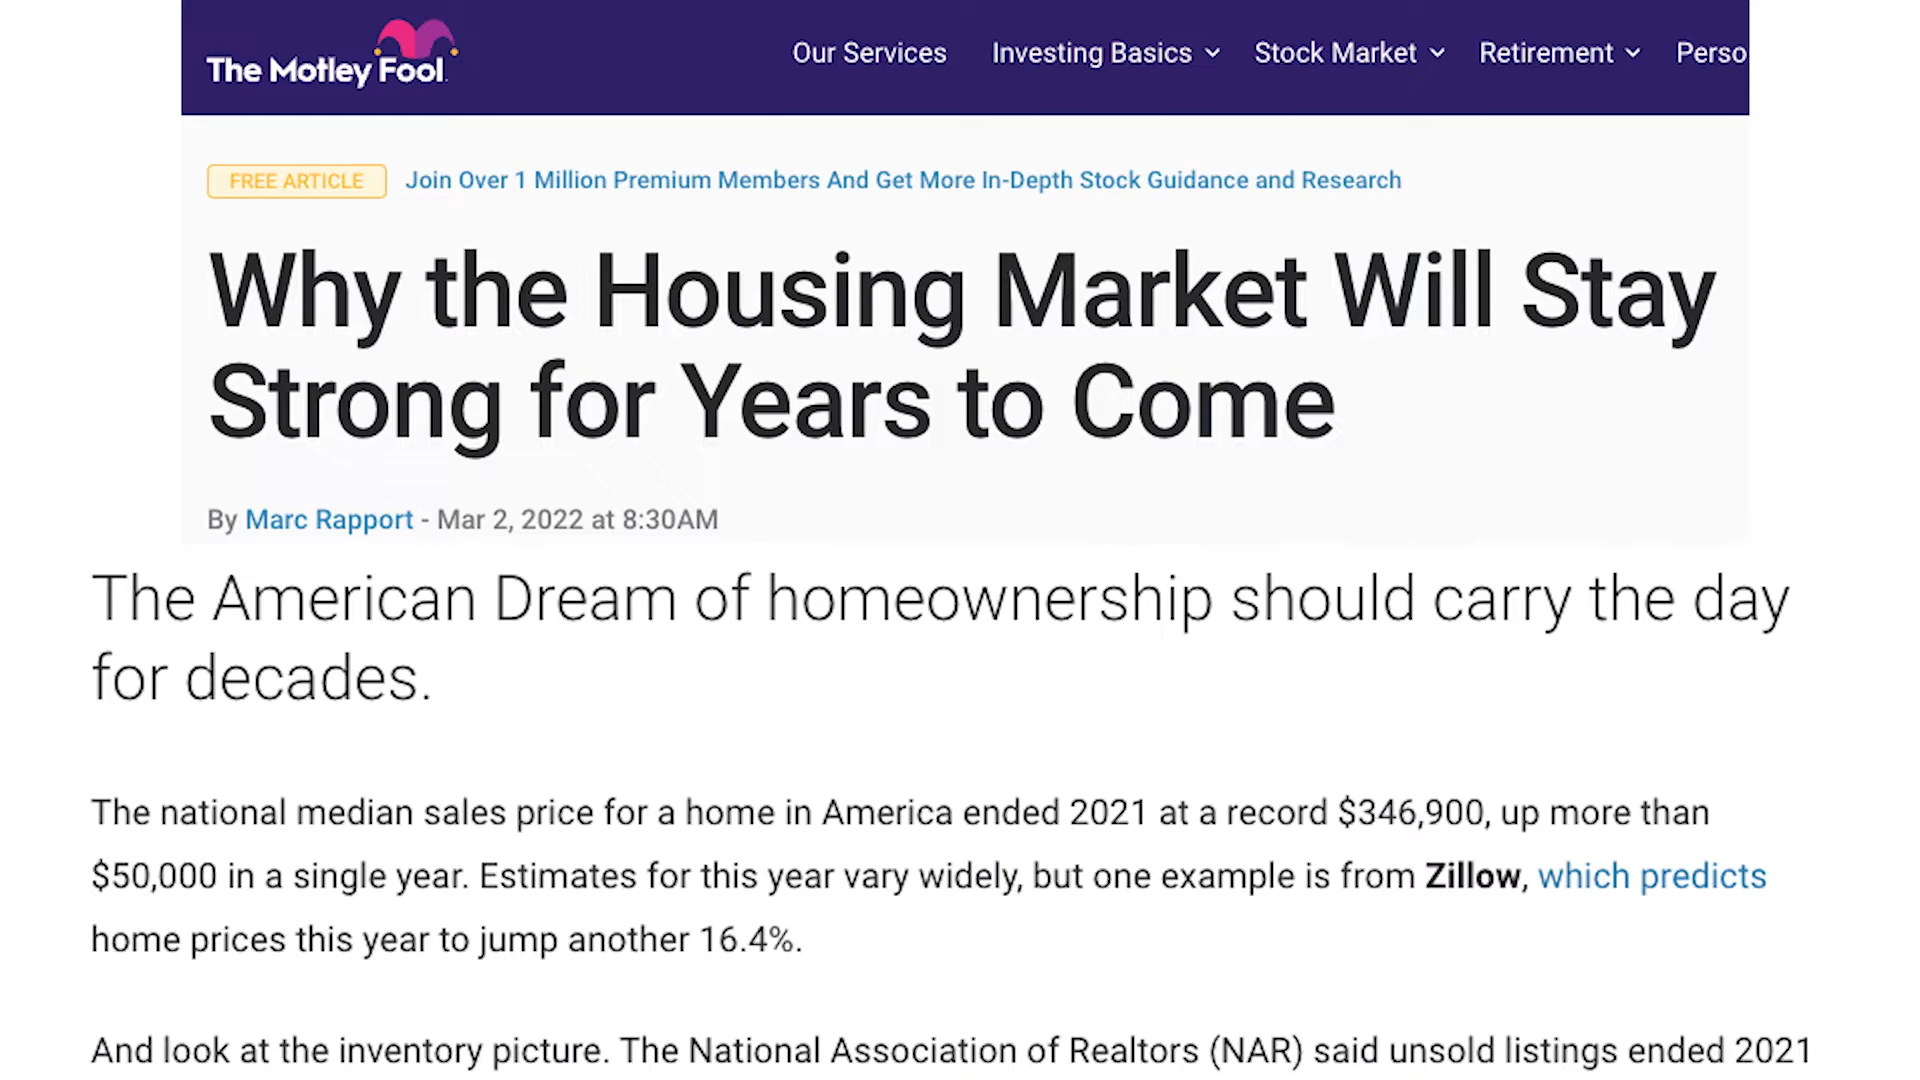 The Motley Fool.
Our Services Investing Basics Stock Market Retirement Perso
FREE ARTICLE Join Over 1 Million Premium Members And Get More In-Depth Stock Guidance and Research
Why the Housing Market Will Stay
Strong for Years to Come
By Marc Rapport - Mar 2, 2022 at 8:30AM
The American Dream of homeownership should carry the day
for decades.
The national median sales price for a home in America ended 2021 at a record $346,900, up more than
$50,000 in a single year. Estimates for this year vary widely, but one example is from Zillow, which predicts
home prices this year to jump another 16.4%.
And look at the inventory picture. The National Association of Realtors (NAR) said unsold listings ended 2021